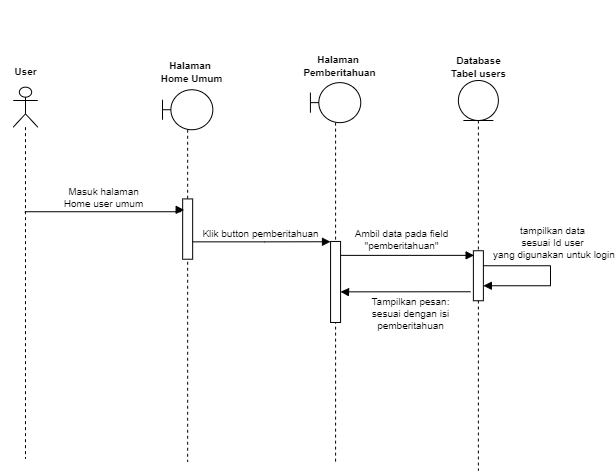 User
Halaman
Home Umum
Halaman
Pemberitahuan
Database
Tabel users
Masuk halaman
Home user umum
Klik button pemberitahuan
Ambil data pada field
"pemberitahuan"
tampilkan data
sesuai Id user
yang digunakan untuk login
Tampilkan pesan:
sesuai dengan isi
pemberitahuan